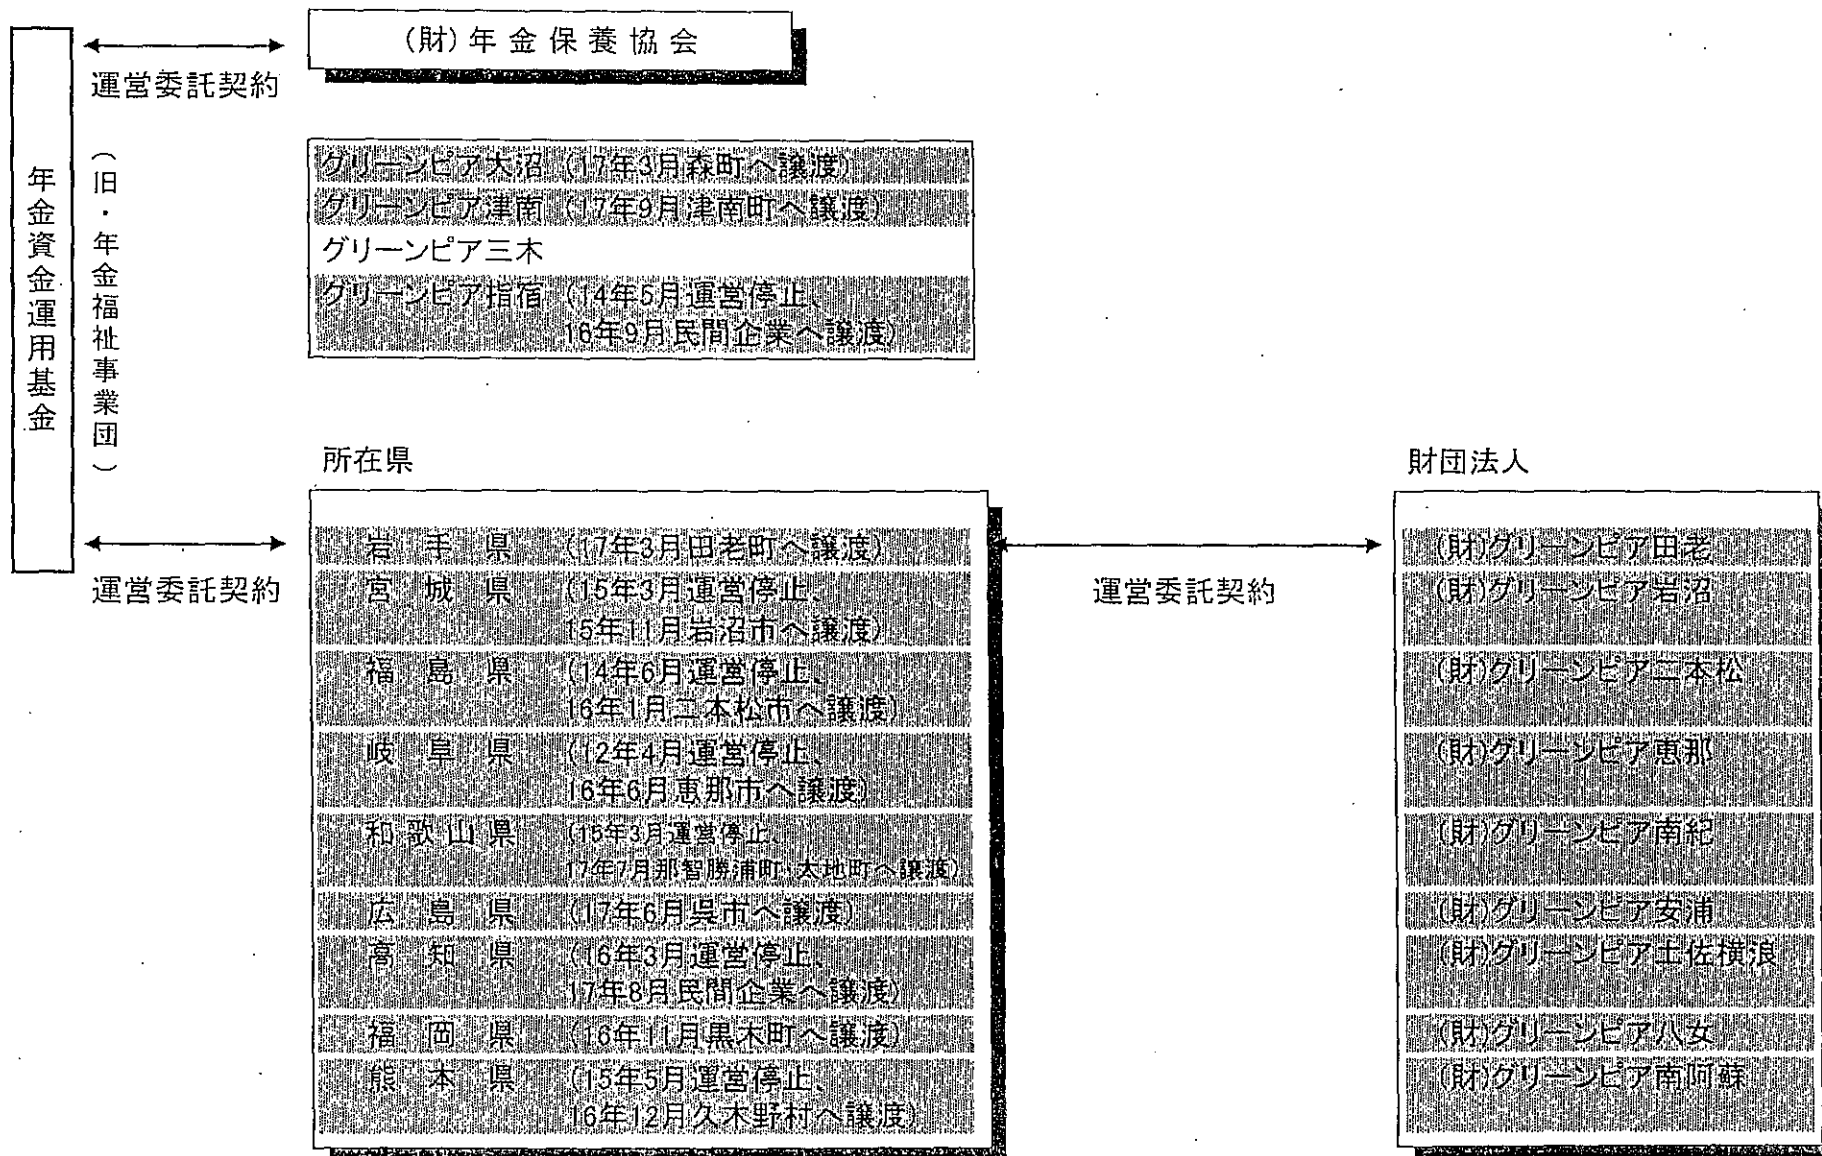 年金資金運用基金
(旧・年金福祉事業団)
運営委託契約
(財)年金保養協会
グリーンピア大沼 (17年3月森町へ譲渡)
グリーンピア津南 (17年9月津南町へ譲渡)
グリーンピア三木
グリーンピア指宿 (14年5月運営停止、
16年9月民間企業へ譲渡)
運営委託契約
所在県
岩手県 (17年3月田老町へ譲渡)
宮城県 (15年3月運営停止、
15年11月岩沼市へ譲渡)
福島県 (14年6月運営停止、
16年1月二本松市へ譲渡)
岐阜県 (12年4月運営停止、
16年6月恵那市へ譲渡)
和歌山県 (15年3月運営停止、
17年7月那智勝浦町・太地町へ譲渡)
広島県 (17年6月呉市へ譲渡)
高知県 (16年3月運営停止、
17年8月民間企業へ譲渡)
福岡県 (16年11月黒木町へ譲渡)
熊本県 (15年5月運営停止、
16年12月久木野村へ譲渡)
運営委託契約
財団法人
(財)グリーンピア田老
(財)グリーンピア岩沼
(財)グリーンピア二本松
(財)グリーンピア恵那
(財)グリーンピア南紀
(財)グリーンピア安浦
(財)グリーンピア土佐横浪
(財)グリーンピア八女
(財)グリーンピア南阿蘇